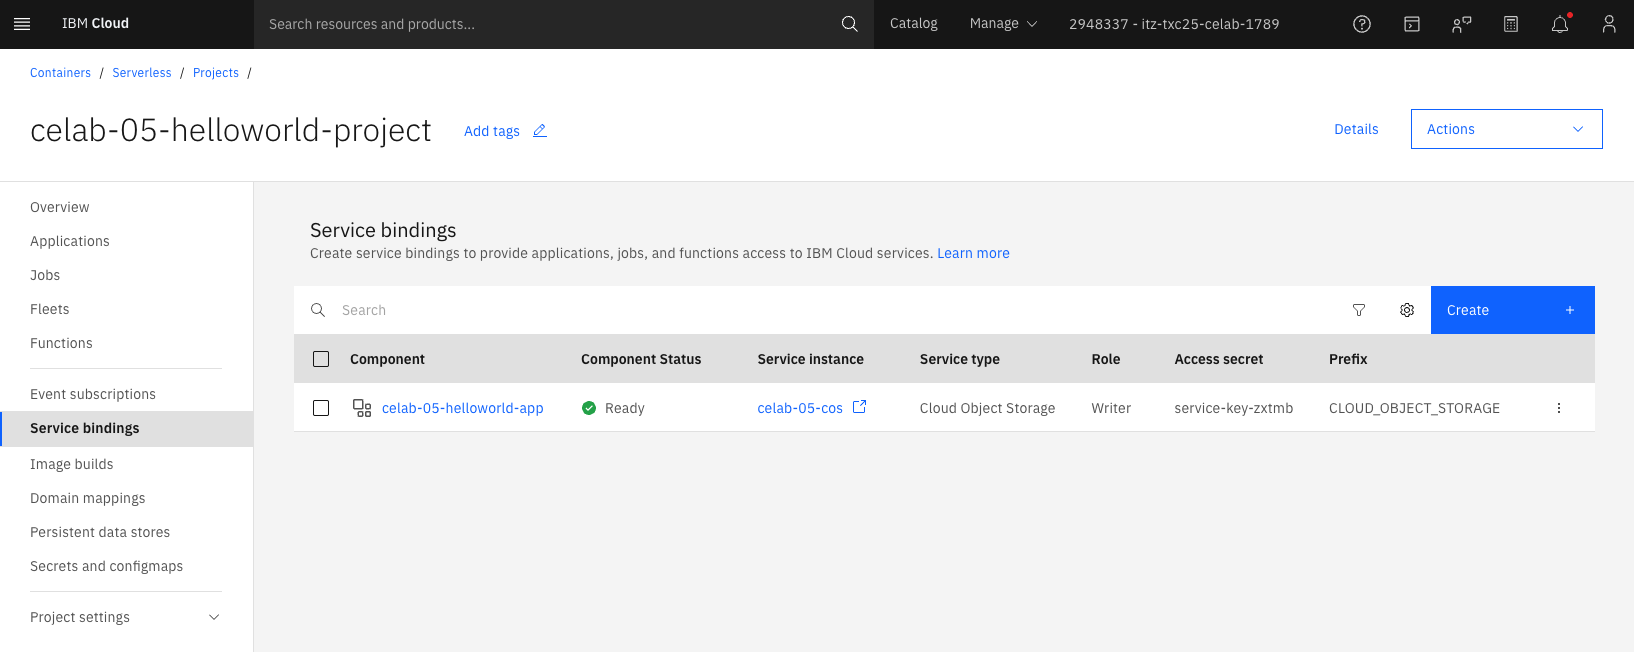 IBM Cloud
Search resources and products...
Catalog
Manage
2948337 - itz-txc25-celab-1789
Containers / Serverless / Projects /
celab-05-helloworld-project
Add tags
Details
Actions
Overview
Applications
Jobs
Fleets
Functions
Event subscriptions
Service bindings
Image builds
Domain mappings
Persistent data stores
Secrets and configmaps
Project settings
Service bindings
Create service bindings to provide applications, jobs, and functions access to IBM Cloud services. Learn more
Search
Create +
Component Component Status Service instance Service type Role Access secret Prefix
celab-05-helloworld-app Ready celab-05-cos Cloud Object Storage Writer service-key-zxtmb CLOUD_OBJECT_STORAGE